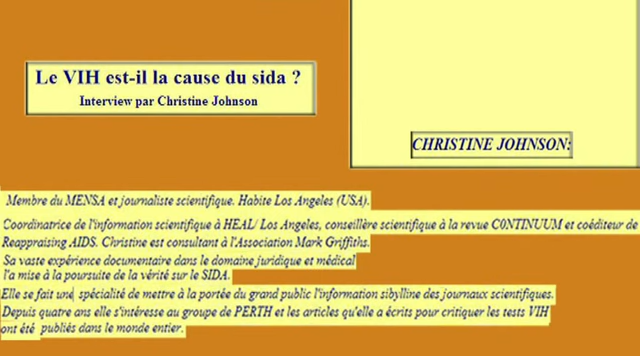 Le VIH est-il la cause du sida ?
Interview par Christine Johnson
CHRISTINE JOHNSON:
Membre du MENSA et journaliste scientifique. Habite Los Angeles (USA).
Coordinatrice de l'information scientifique à HEAL/ Los Angeles, conseillère scientifique à la revue C0NTINUUM et coéditeur de
Reappraising AIDS. Christine est consultant à l'Association Mark Griffiths.
Sa vaste expérience documentaire dans le domaine juridique et médical
l'a mise à la poursuite de la vérité sur le SIDA.
Elle se fait une spécialité de mettre à la portée du grand public l'information sibylline des journaux scientifiques.
Depuis quatre ans elle s'intéresse au groupe de PERTH et les articles qu'elle a écrits pour critiquer les tests VIH
ont été publiés dans le monde entier.